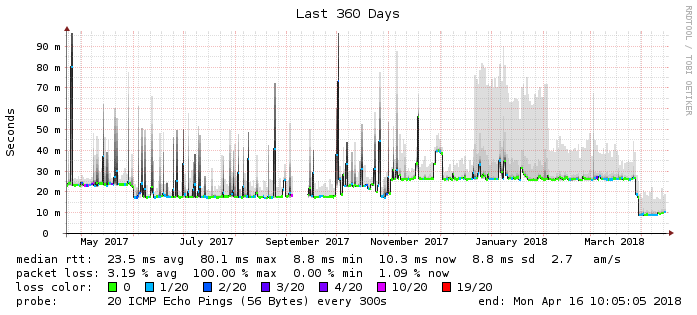 Last 360 Days
RRDTOOL / TOBI OETIKER
Seconds
90 m
80 m
70 m
60 m
50 m
40 m
30 m
20 m
10 m
0
May 2017 July 2017 September 2017 November 2017 January 2018 March 2018
median rtt: 23.5 ms avg 80.1 ms max 8.8 ms min 10.3 ms now 8.8 ms sd 2.7 am/s
packet loss: 3.19 % avg 100.00 % max 0.00 % min 1.09 % now
loss color: 0 1/20 2/20 3/20 4/20 10/20 19/20
probe: 20 ICMP Echo Pings (56 Bytes) every 300s end: Mon Apr 16 10:05:05 2018